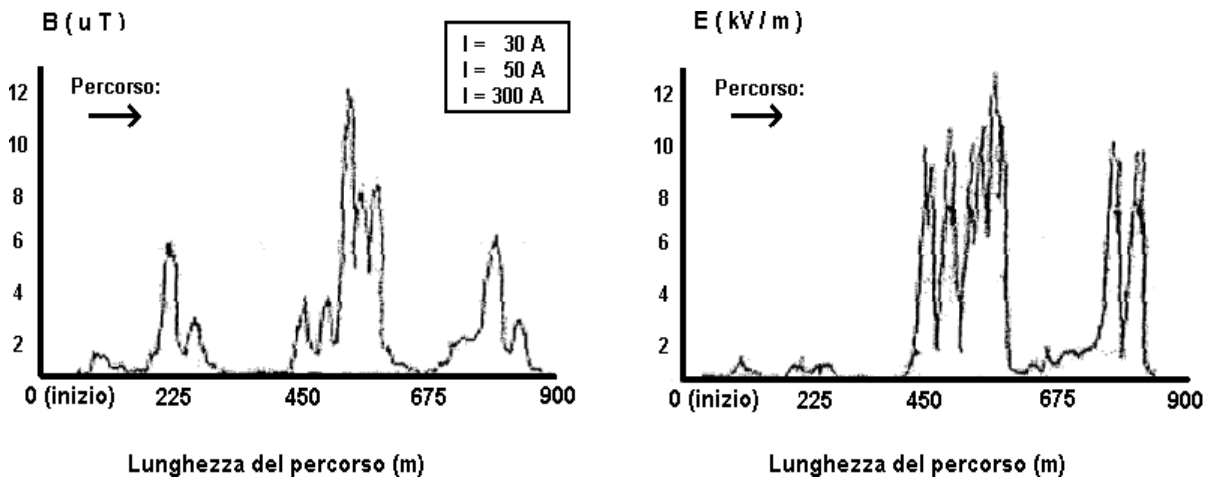 B ( u T )
I = 30 A
I = 50 A
I = 300 A
Percorso:
12
10
8
6
4
2
0 (inizio) 225 450 675 900
Lunghezza del percorso (m)
E ( kV / m )
Percorso:
12
10
8
6
4
2
0 (inizio) 225 450 675 900
Lunghezza del percorso (m)